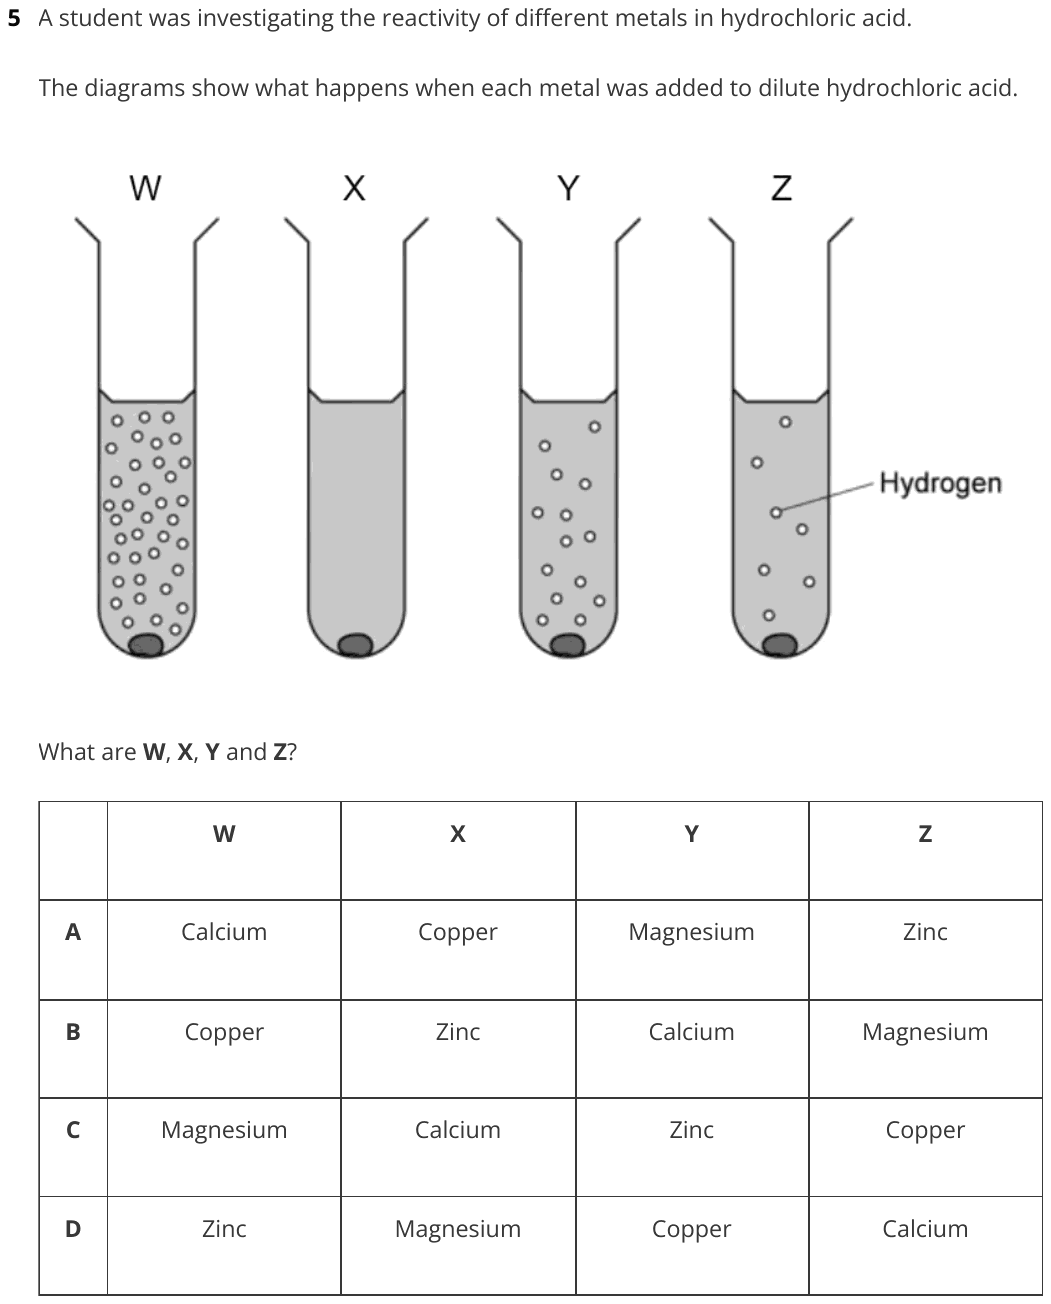 5 A student was investigating the reactivity of different metals in hydrochloric acid.
The diagrams show what happens when each metal was added to dilute hydrochloric acid.
W X Y Z
Hydrogen
What are W, X, Y and Z?
W X Y Z
A Calcium Copper Magnesium Zinc
B Copper Zinc Calcium Magnesium
C Magnesium Calcium Zinc Copper
D Zinc Magnesium Copper Calcium